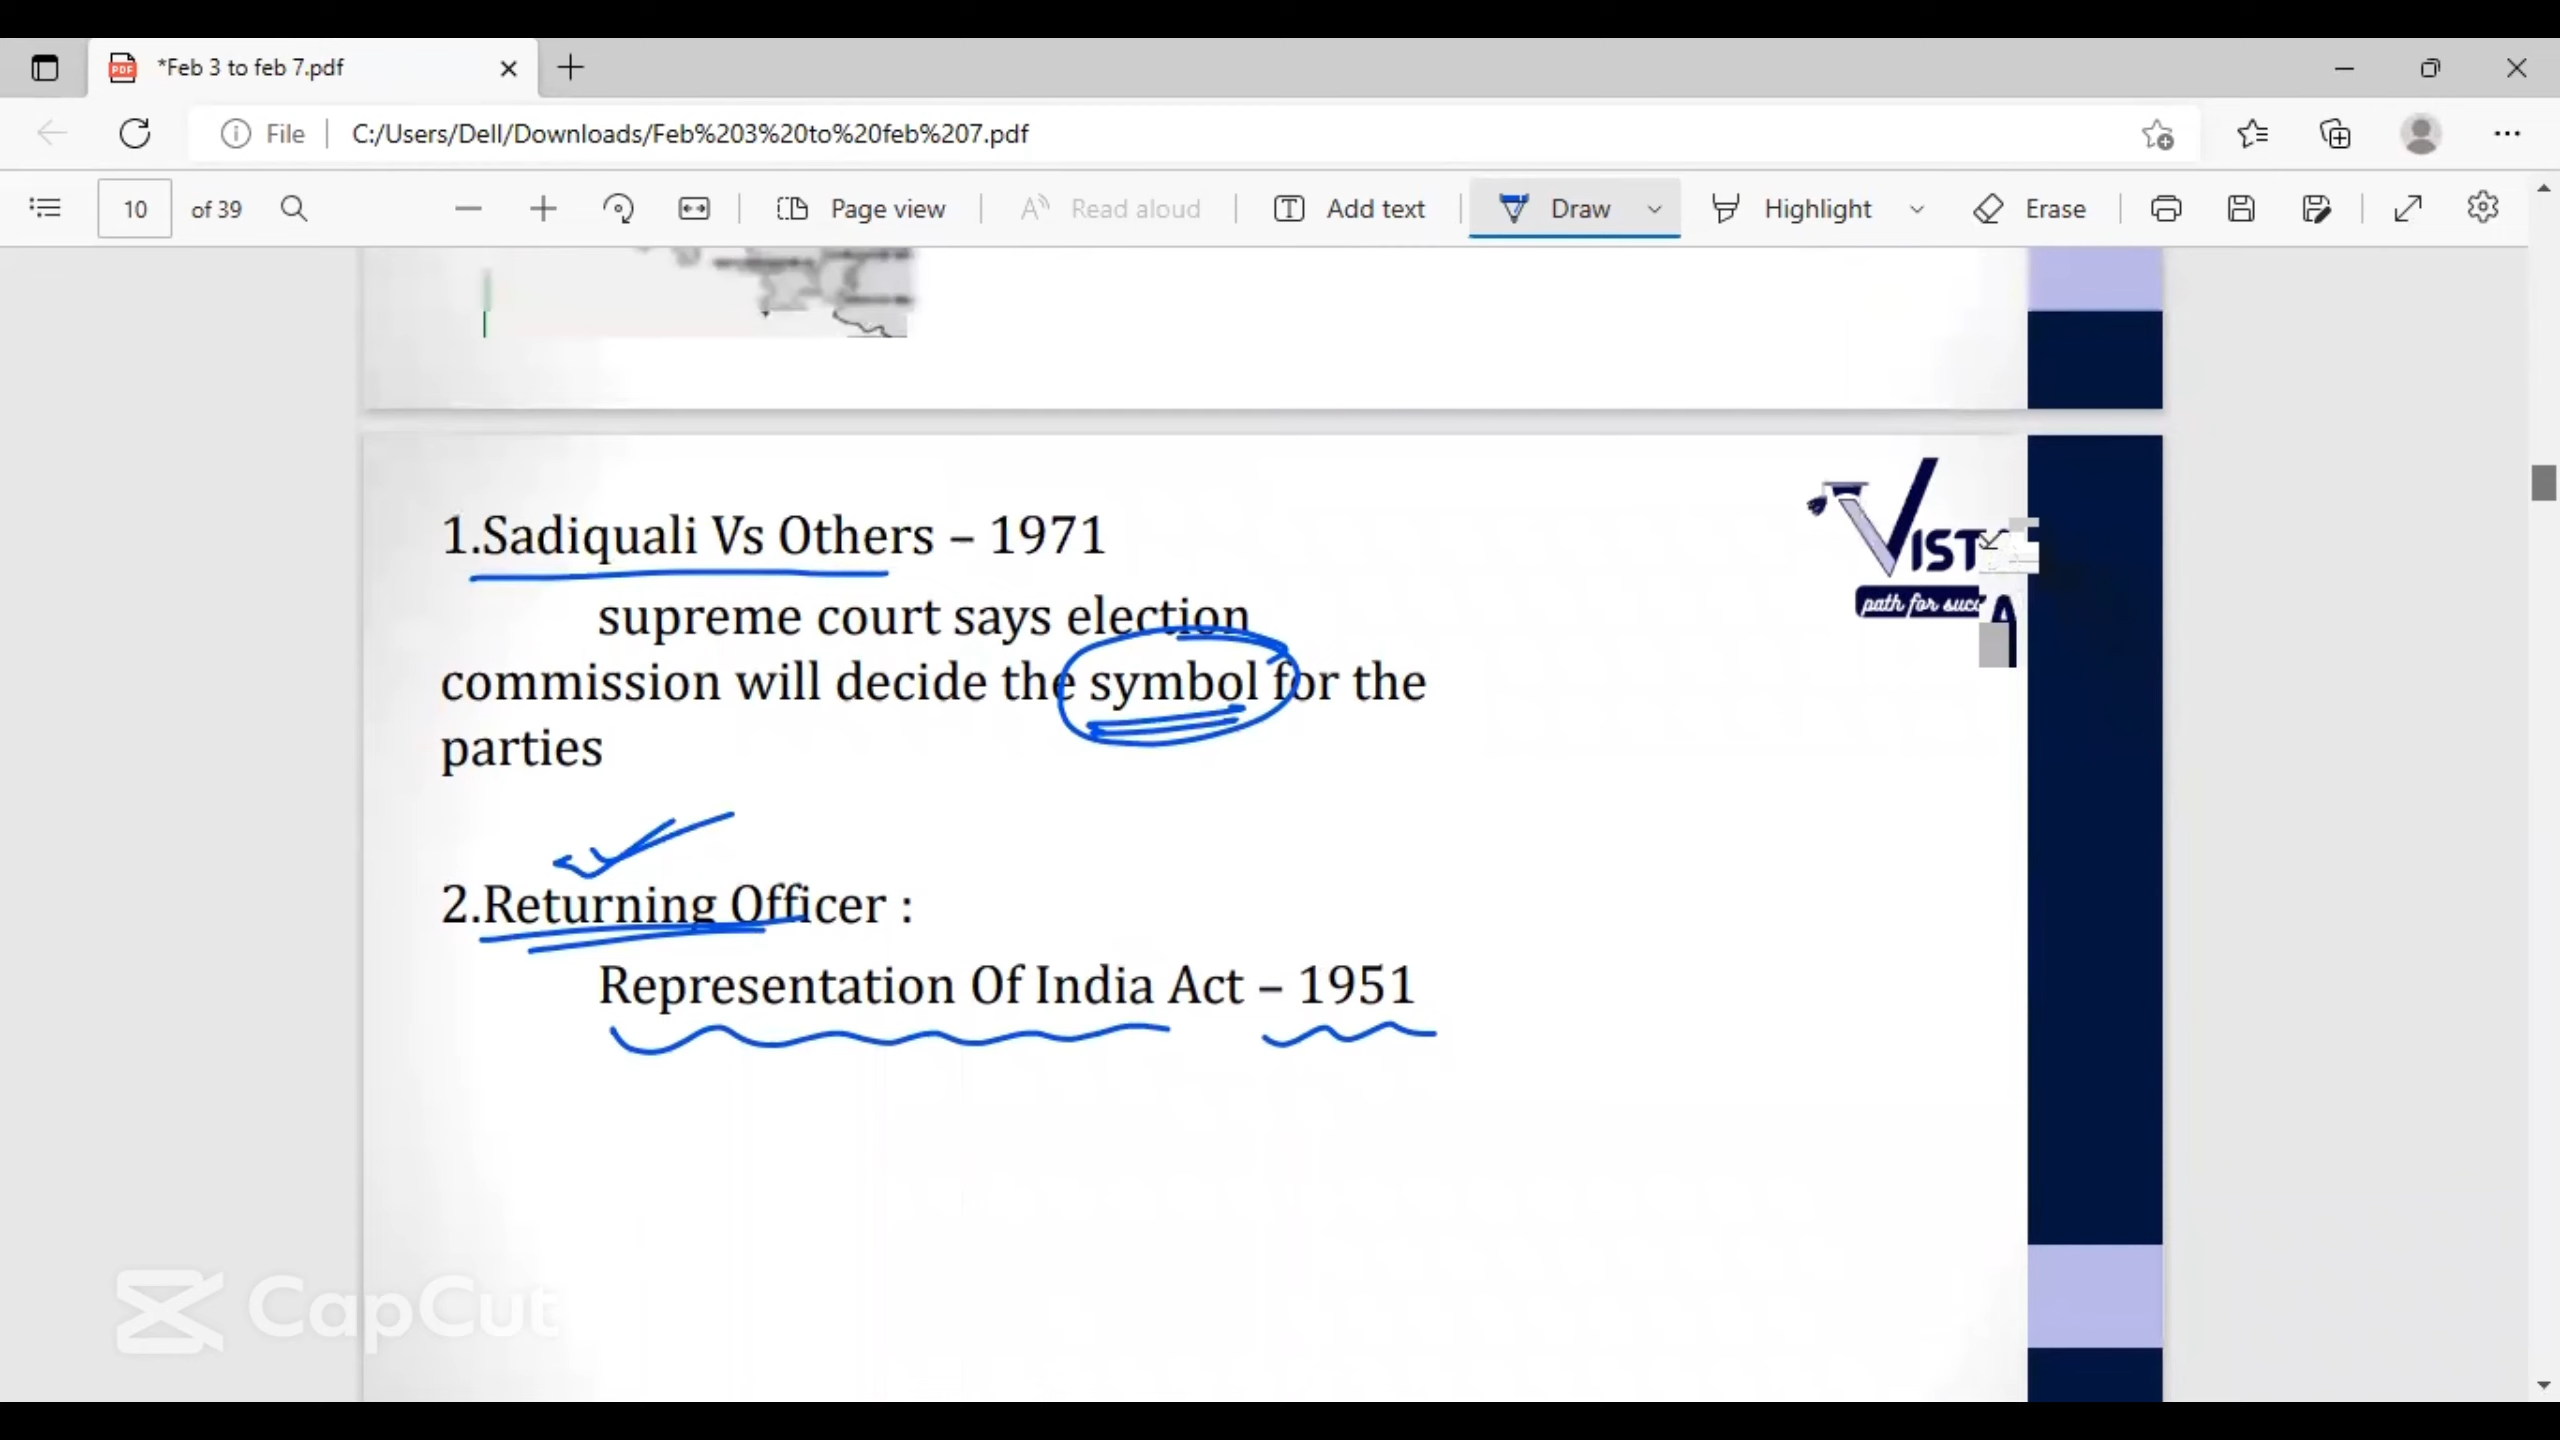 *Feb 3 to feb 7.pdf
File
C:/Users/Dell/Downloads/Feb%203%20to%20feb%207.pdf
10 of 39
Page view
Read aloud
Add text
Draw
Highlight
Erase
1.Sadiquali Vs Others – 1971
supreme court says election
commission will decide the symbol for the
parties
2.Returning Officer :
Representation Of India Act – 1951
VIST
path for
A
CapCut